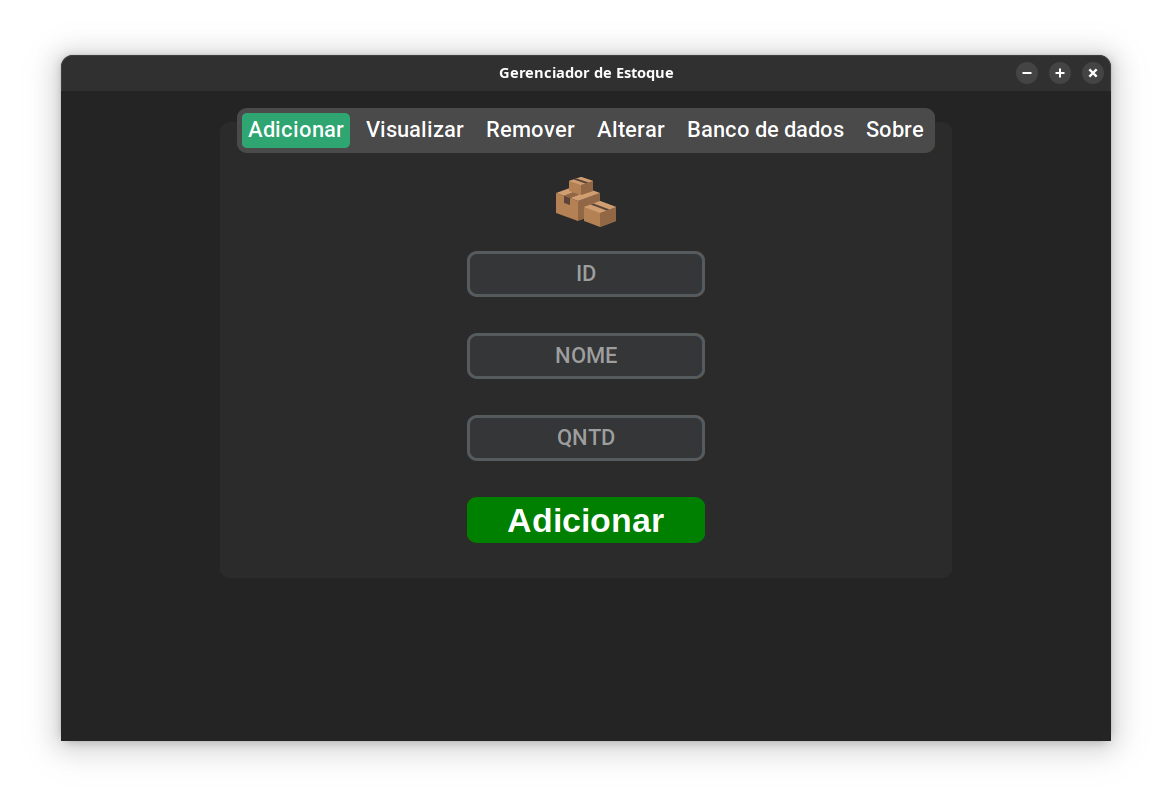 Gerenciador de Estoque
Adicionar Visualizar Remover Alterar Banco de dados Sobre
ID
NOME
QNTD
Adicionar